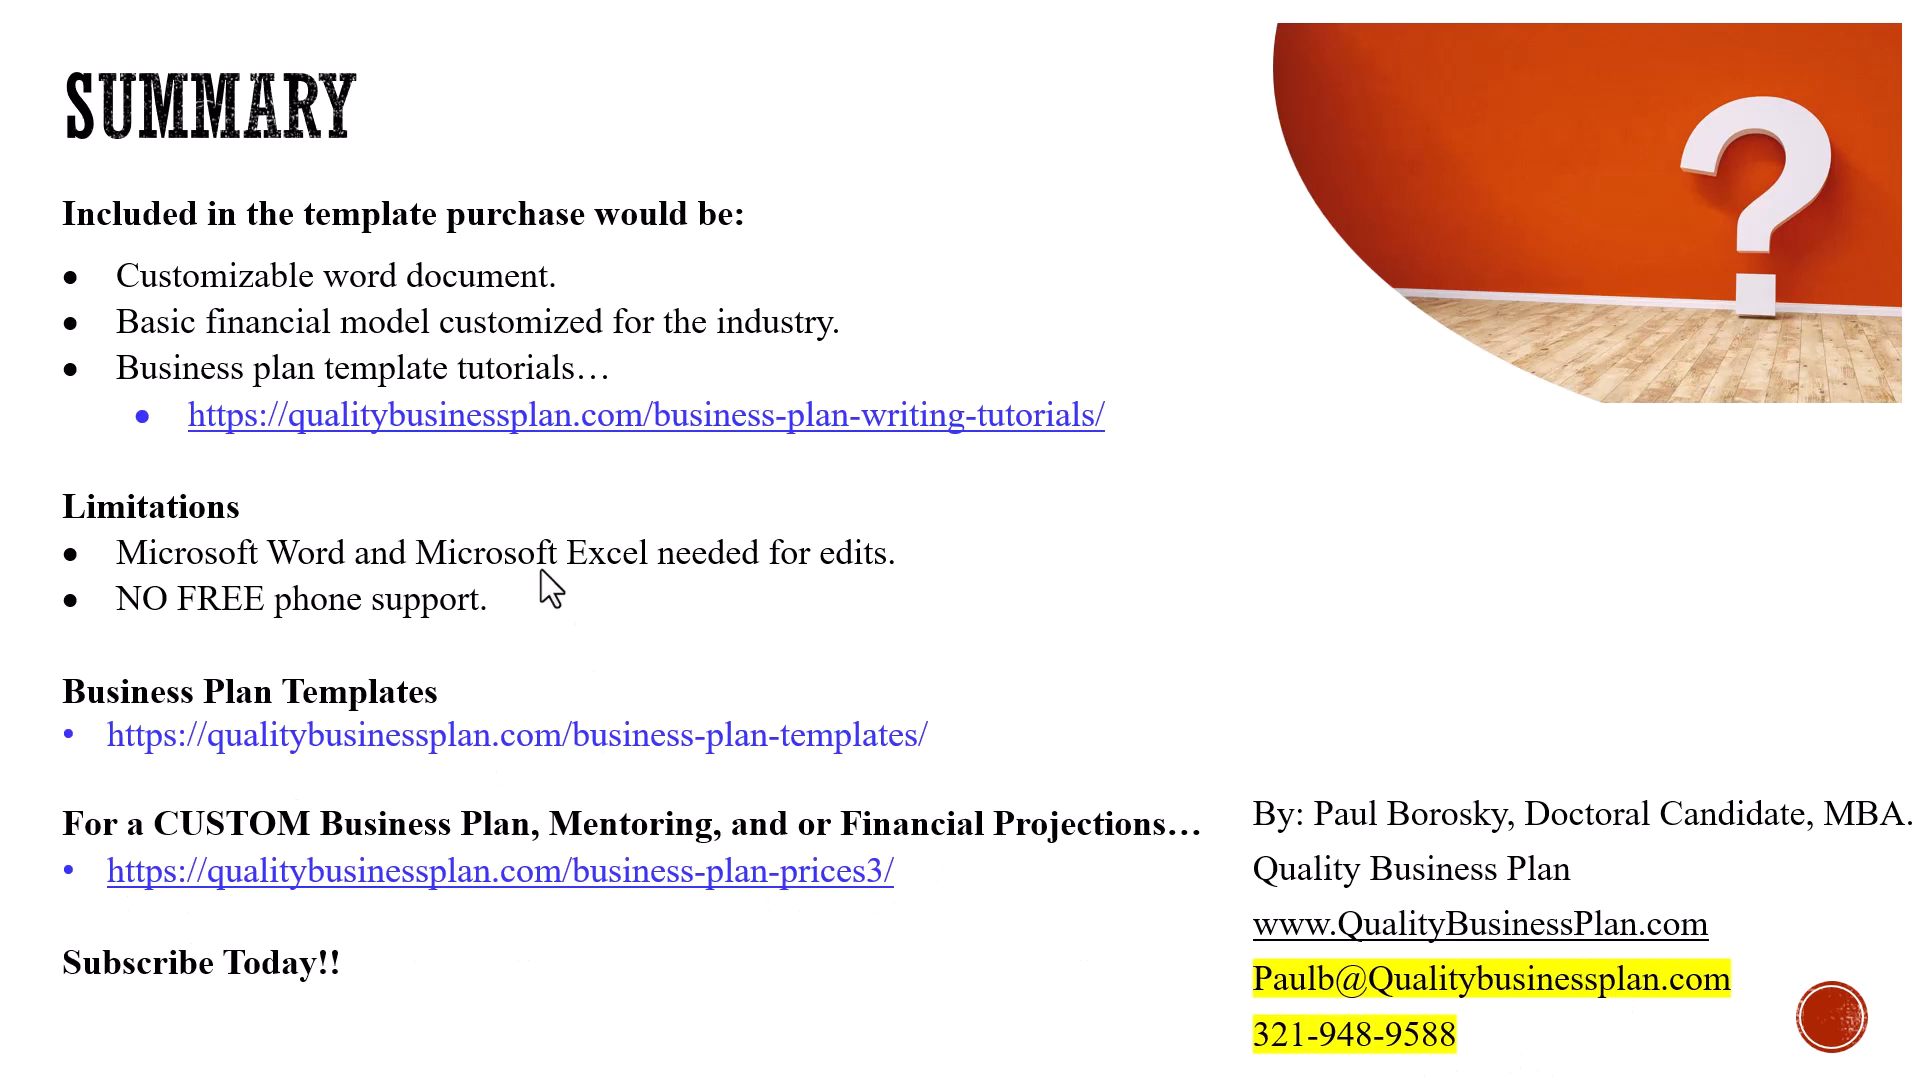 SUMMARY
Included in the template purchase would be:
• Customizable word document.
• Basic financial model customized for the industry.
• Business plan template tutorials…
• https://qualitybusinessplan.com/business-plan-writing-tutorials/
Limitations
• Microsoft Word and Microsoft Excel needed for edits.
• NO FREE phone support.
Business Plan Templates
• https://qualitybusinessplan.com/business-plan-templates/
For a CUSTOM Business Plan, Mentoring, and or Financial Projections…
• https://qualitybusinessplan.com/business-plan-prices3/
Subscribe Today!!
?
By: Paul Borosky, Doctoral Candidate, MBA.
Quality Business Plan
www.QualityBusinessPlan.com
Paulb@Qualitybusinessplan.com
321-948-9588